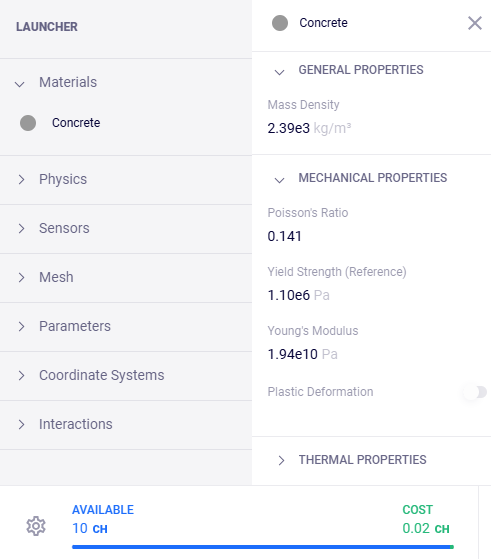 LAUNCHER
Materials
Concrete
Physics
Sensors
Mesh
Parameters
Coordinate Systems
Interactions
Concrete
GENERAL PROPERTIES
Mass Density
2.39e3 kg/m³
MECHANICAL PROPERTIES
Poisson's Ratio
0.141
Yield Strength (Reference)
1.10e6 Pa
Young's Modulus
1.94e10 Pa
Plastic Deformation
THERMAL PROPERTIES
AVAILABLE
10 CH
COST
0.02 CH